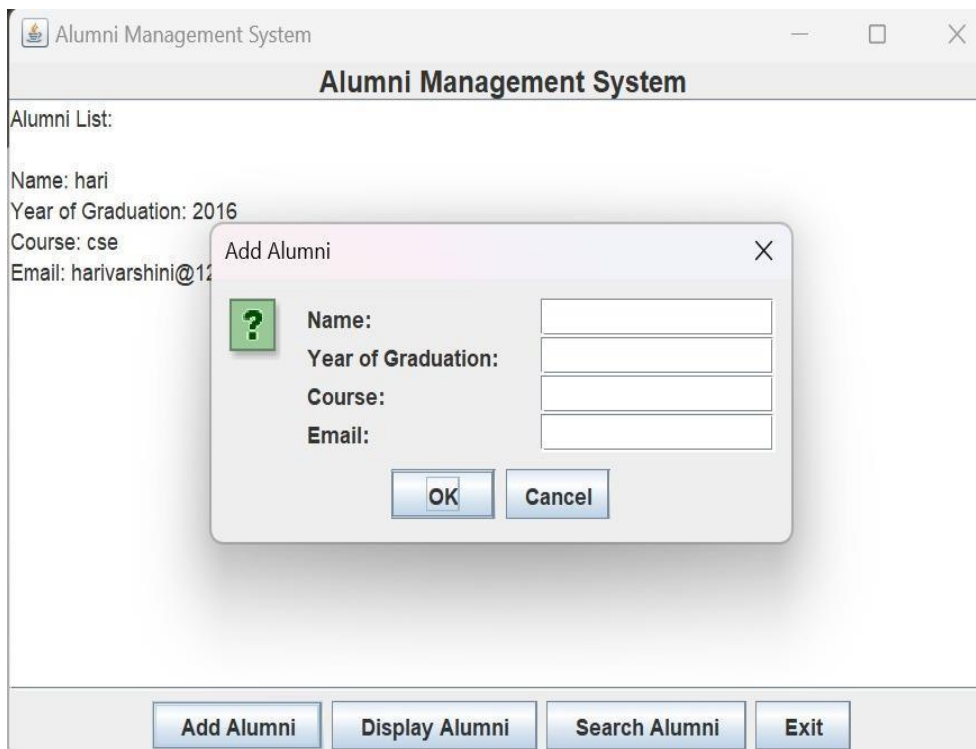 Alumni Management System
Alumni Management System
Alumni List:
Name: hari
Year of Graduation: 2016
Course: cse
Email: harivarshini@12
Add Alumni
?
Name:
Year of Graduation:
Course:
Email:
OK Cancel
Add Alumni Display Alumni Search Alumni Exit